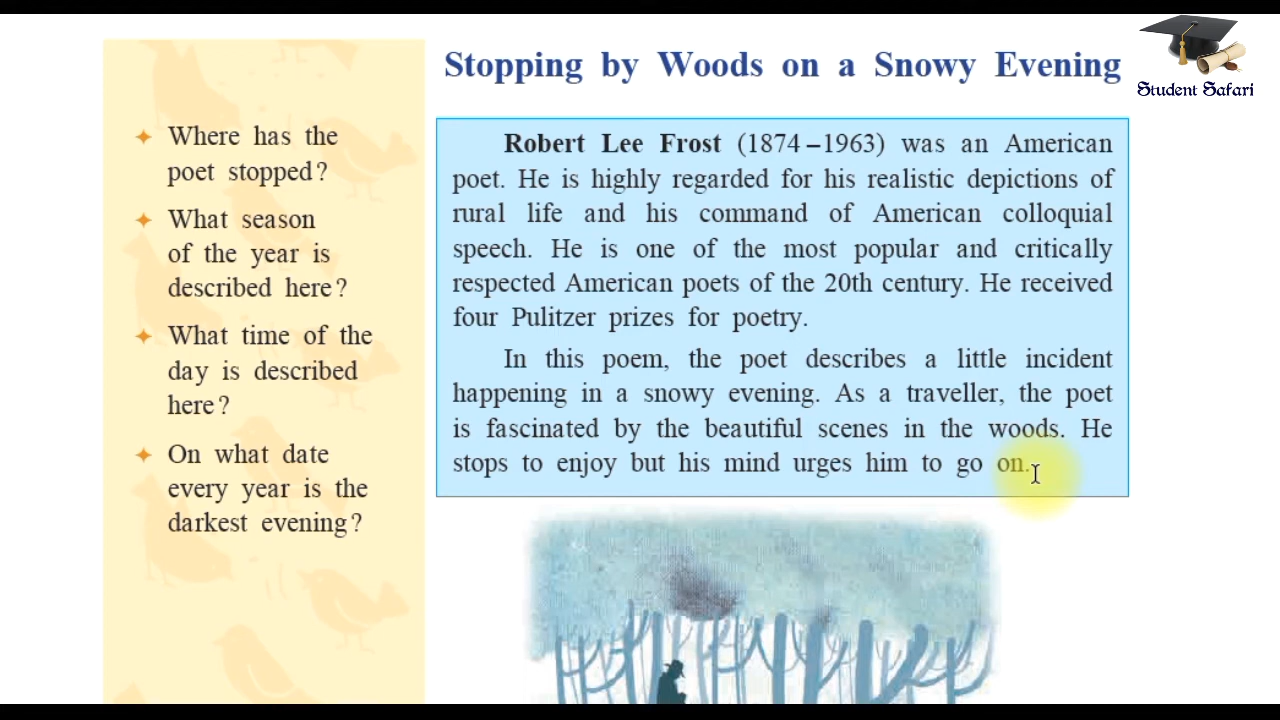 Stopping by Woods on a Snowy Evening
Student Safari
Where has the
poet stopped?
What season
of the year is
described here?
What time of the
day is described
here?
On what date
every year is the
darkest evening?
Robert Lee Frost (1874–1963) was an American
poet. He is highly regarded for his realistic depictions of
rural life and his command of American colloquial
speech. He is one of the most popular and critically
respected American poets of the 20th century. He received
four Pulitzer prizes for poetry.
In this poem, the poet describes a little incident
happening in a snowy evening. As a traveller, the poet
is fascinated by the beautiful scenes in the woods. He
stops to enjoy but his mind urges him to go on.